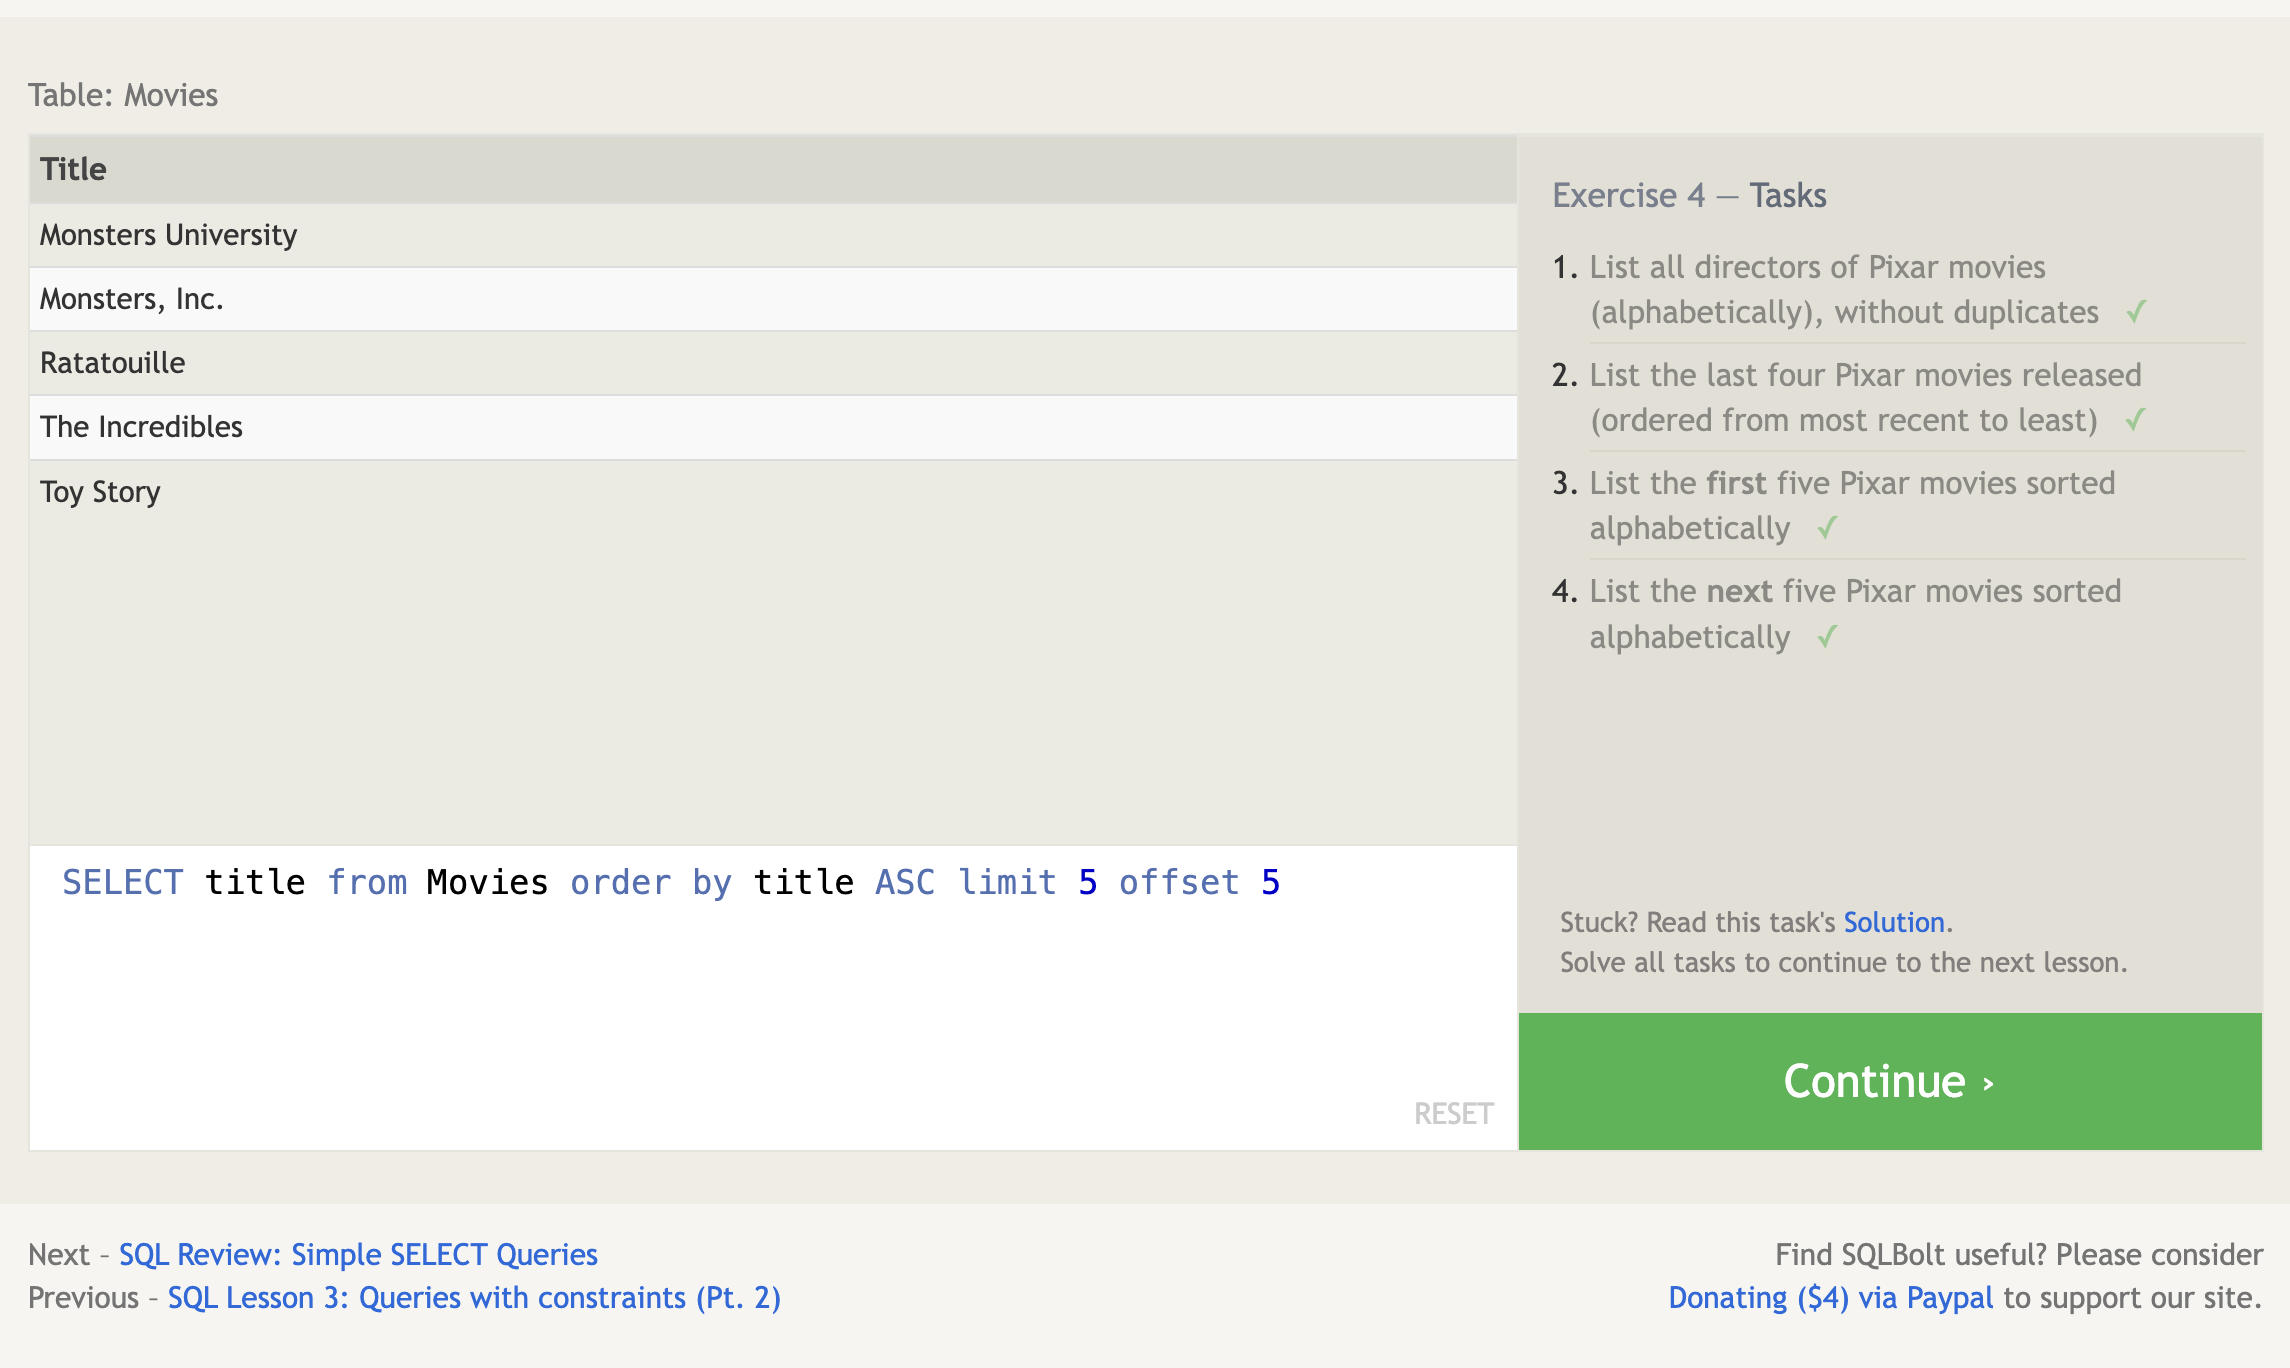 Table: Movies
Title
Monsters University
Monsters, Inc.
Ratatouille
The Incredibles
Toy Story
SELECT title from Movies order by title ASC limit 5 offset 5
RESET
Exercise 4 — Tasks
1. List all directors of Pixar movies
(alphabetically), without duplicates ✓
2. List the last four Pixar movies released
(ordered from most recent to least) ✓
3. List the first five Pixar movies sorted
alphabetically ✓
4. List the next five Pixar movies sorted
alphabetically ✓
Stuck? Read this task's Solution.
Solve all tasks to continue to the next lesson.
Continue ›
Next – SQL Review: Simple SELECT Queries
Previous – SQL Lesson 3: Queries with constraints (Pt. 2)
Find SQLBolt useful? Please consider
Donating ($4) via Paypal to support our site.